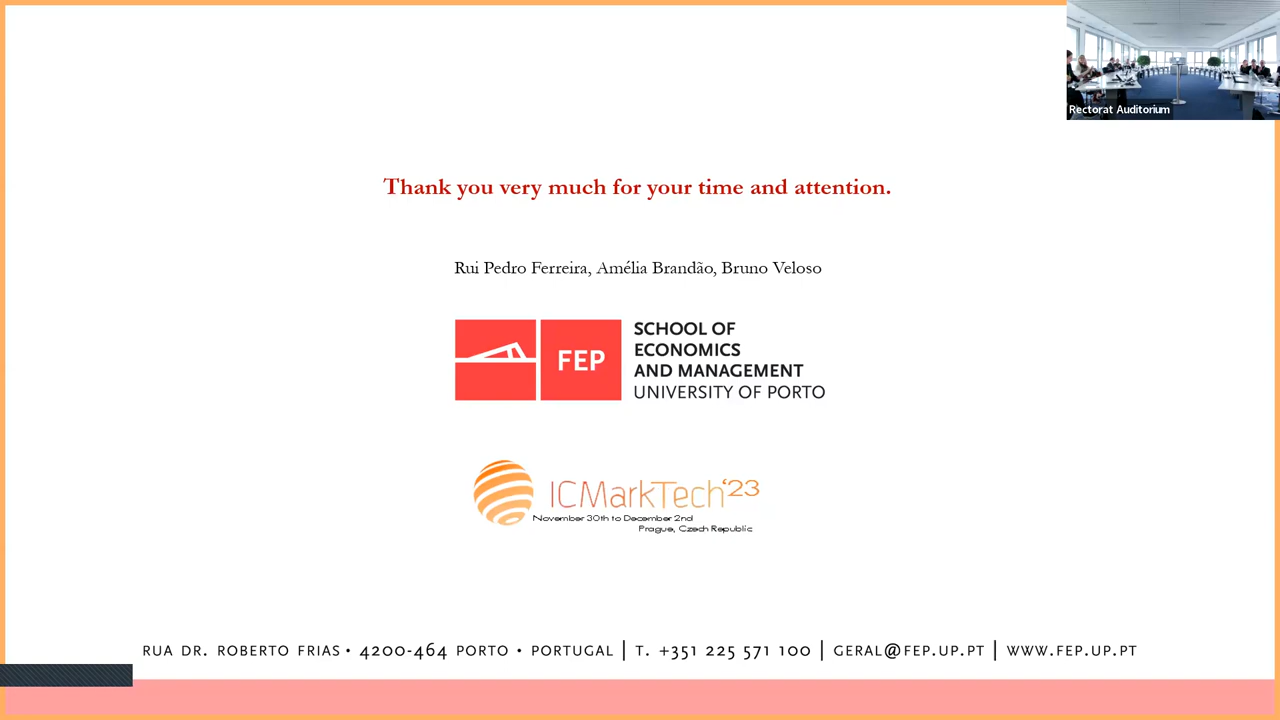 Rectorat Auditorium
Thank you very much for your time and attention.
Rui Pedro Ferreira, Amélia Brandão, Bruno Veloso
FEP
SCHOOL OF
ECONOMICS
AND MANAGEMENT
UNIVERSITY OF PORTO
ICMarkTech'23
November 30th to December 2nd
Prague, Czech Republic
RUA DR. ROBERTO FRIAS • 4200-464 PORTO • PORTUGAL | T. +351 225 571 100 | GERAL@FEP.UP.PT | WWW.FEP.UP.PT